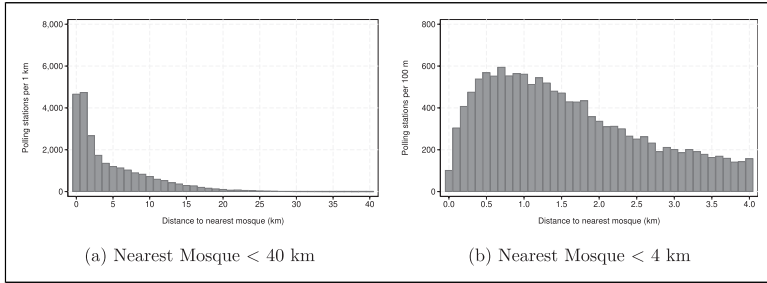 Polling stations per 1 km
8,000
6,000
4,000
2,000
0
0 5 10 15 20 25 30 35 40
Distance to nearest mosque (km)
(a) Nearest Mosque < 40 km
Polling stations per 100 m
800
600
400
200
0
0.0 0.5 1.0 1.5 2.0 2.5 3.0 3.5 4.0
Distance to nearest mosque (km)
(b) Nearest Mosque < 4 km